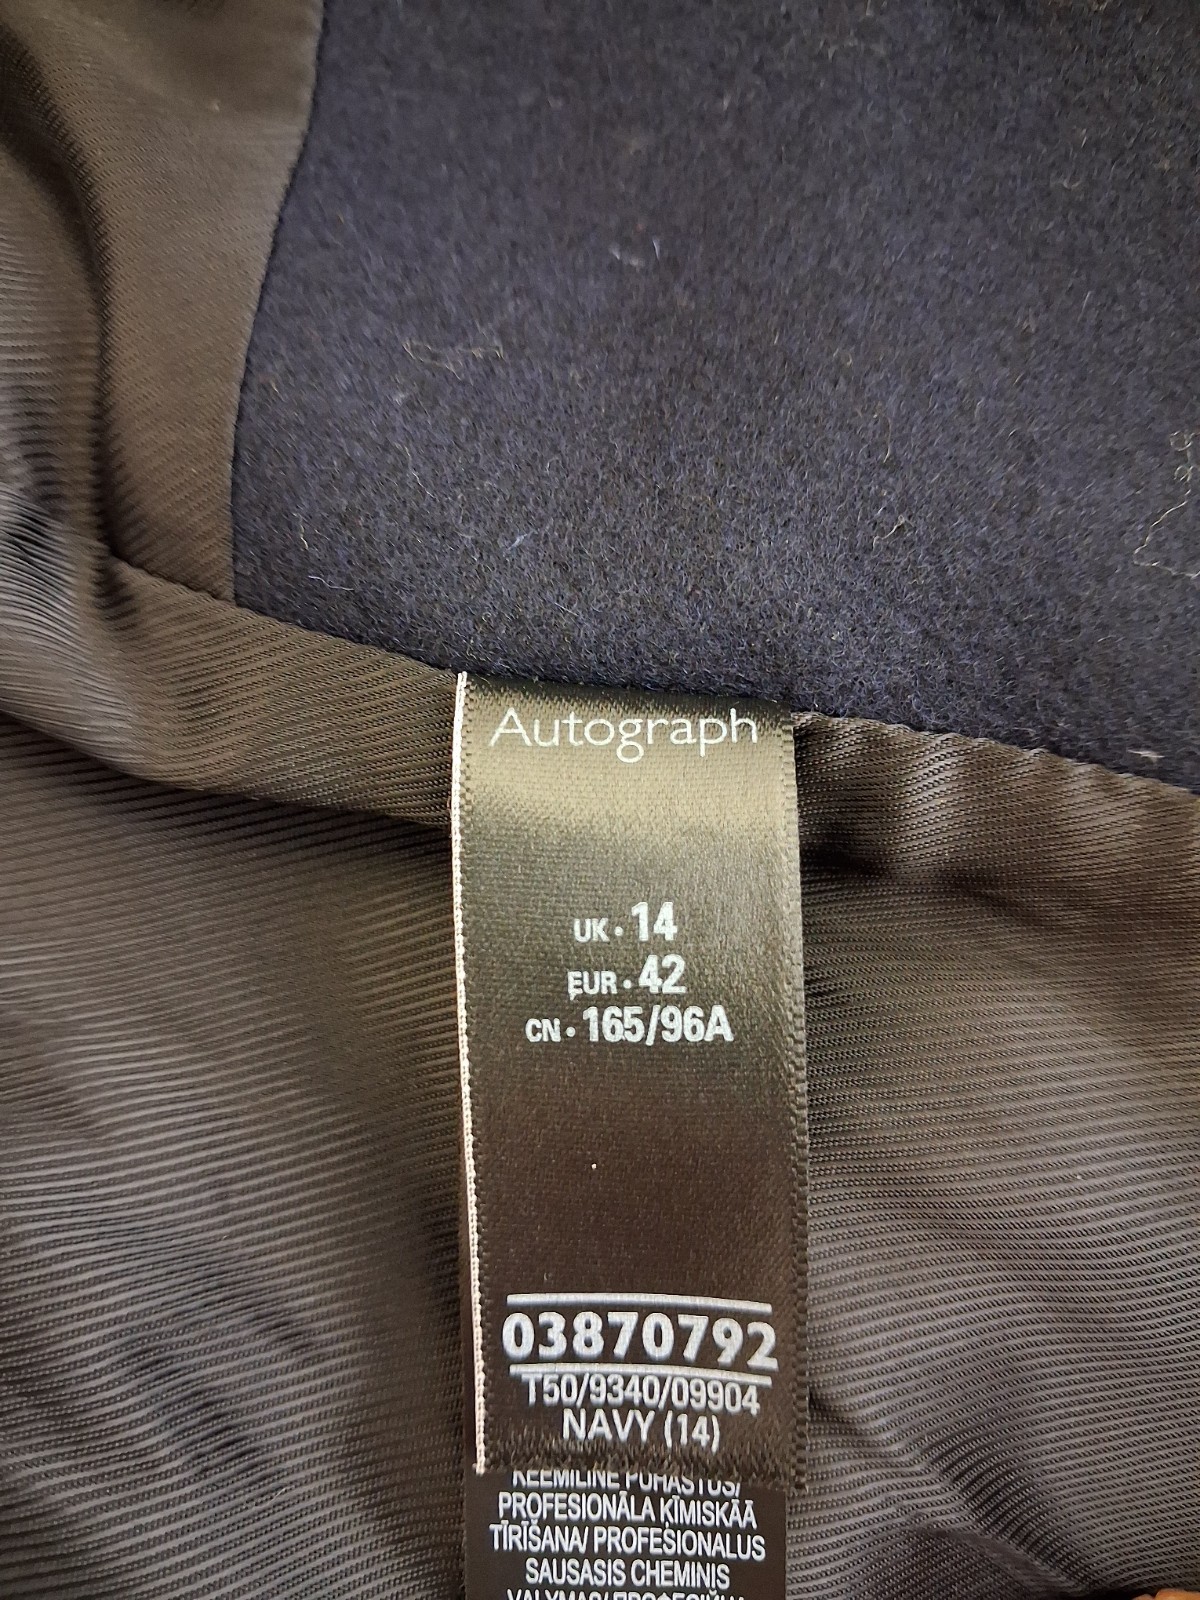 Autograph
UK · 14
EUR · 42
CN · 165/96A
03870792
T50/9340/09904
NAVY (14)
KEEMILINE PUHASTUS/
PROFESIONĀLA ĶĪMISKĀĀ
TĪRĪŠANA/ PROFESIONALUS
SAUSASIS CHEMINIS